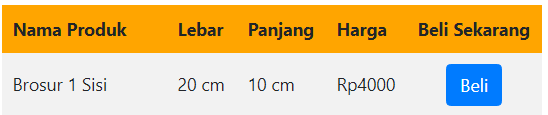 Nama Produk Lebar Panjang Harga Beli Sekarang
Brosur 1 Sisi 20 cm 10 cm Rp4000 Beli